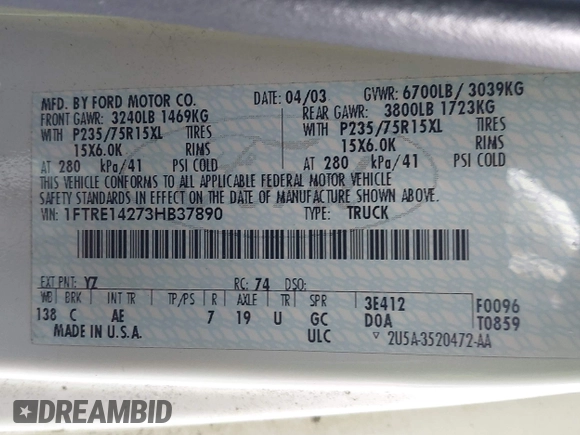 MFD. BY FORD MOTOR CO.
DATE: 04/03 GVWR: 6700LB/ 3039KG
FRONT GAWR: 3240LB 1469KG
REAR GAWR: 3800LB 1723KG
WITH P235/75R15XL TIRES
WITH P235/75R15XL TIRES
15X6.0K RIMS
15X6.0K RIMS
AT 280 kPa/41 PSI COLD
AT 280 kPa/41 PSI COLD
THIS VEHICLE CONFORMS TO ALL APPLICABLE FEDERAL MOTOR VEHICLE
SAFETY STANDARDS IN EFFECT ON THE DATE OF MANUFACTURE SHOWN ABOVE.
VIN: 1FTRE14273HB37890 TYPE: TRUCK
EXT PNT: YZ RC: 74 DSO:
WB BRK INT TR TP/PS R AXLE TR SPR 3E412 F0096
138 C AE 7 19 U GC DOA T0859
MADE IN U.S.A. ULC ▽ 2U5A-3520472-AA
DREAMBID